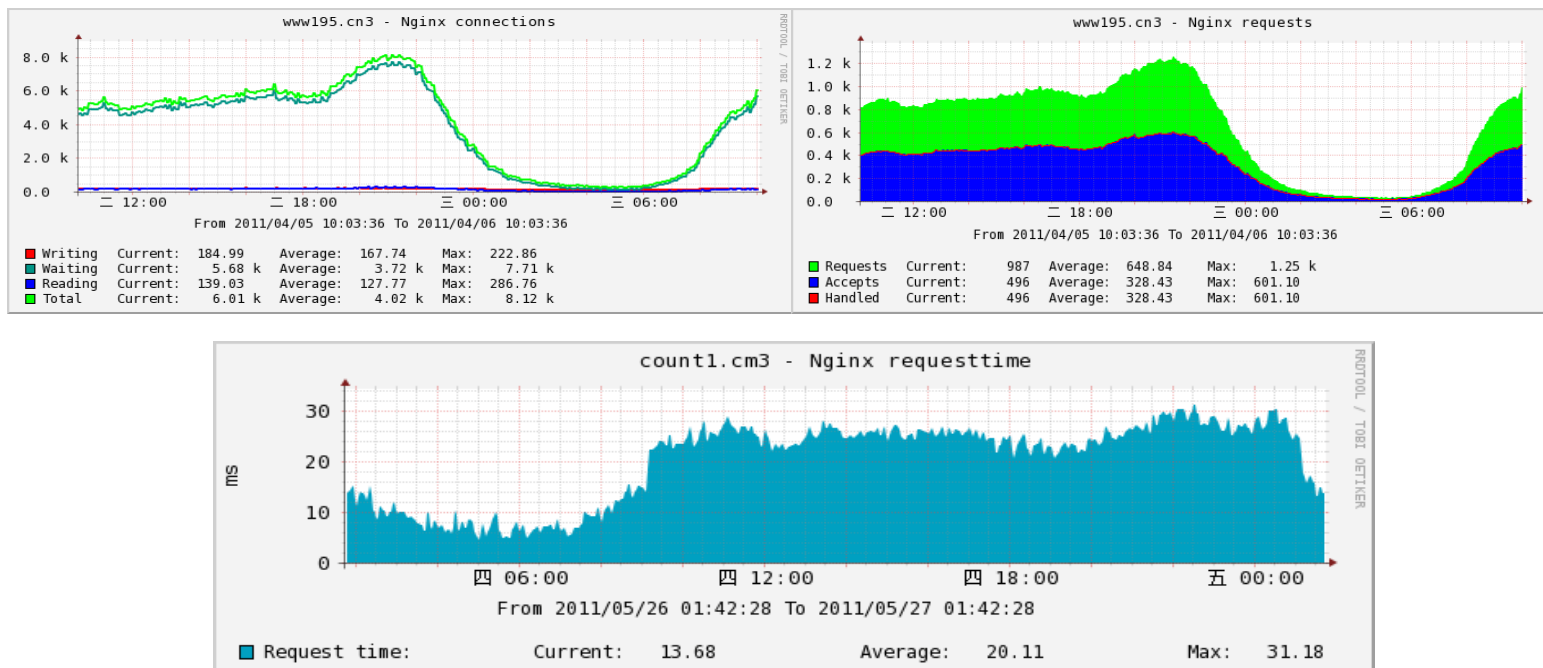 www195.cn3 - Nginx connections
RRDTOOL / TOBI OETIKER
8.0 k
6.0 k
4.0 k
2.0 k
0.0
二 12:00 二 18:00 三 00:00 三 06:00
From 2011/04/05 10:03:36 To 2011/04/06 10:03:36
Writing Current: 184.99 Average: 167.74 Max: 222.86
Waiting Current: 5.68 k Average: 3.72 k Max: 7.71 k
Reading Current: 139.03 Average: 127.77 Max: 286.76
Total Current: 6.01 k Average: 4.02 k Max: 8.12 k
www195.cn3 - Nginx requests
1.2 k
1.0 k
0.8 k
0.6 k
0.4 k
0.2 k
0.0
二 12:00 二 18:00 三 00:00 三 06:00
From 2011/04/05 10:03:36 To 2011/04/06 10:03:36
Requests Current: 987 Average: 648.84 Max: 1.25 k
Accepts Current: 496 Average: 328.43 Max: 601.10
Handled Current: 496 Average: 328.43 Max: 601.10
count1.cm3 - Nginx requesttime
RRDTOOL / TOBI OETIKER
ms
30
20
10
0
四 06:00 四 12:00 四 18:00 五 00:00
From 2011/05/26 01:42:28 To 2011/05/27 01:42:28
Request time: Current: 13.68 Average: 20.11 Max: 31.18